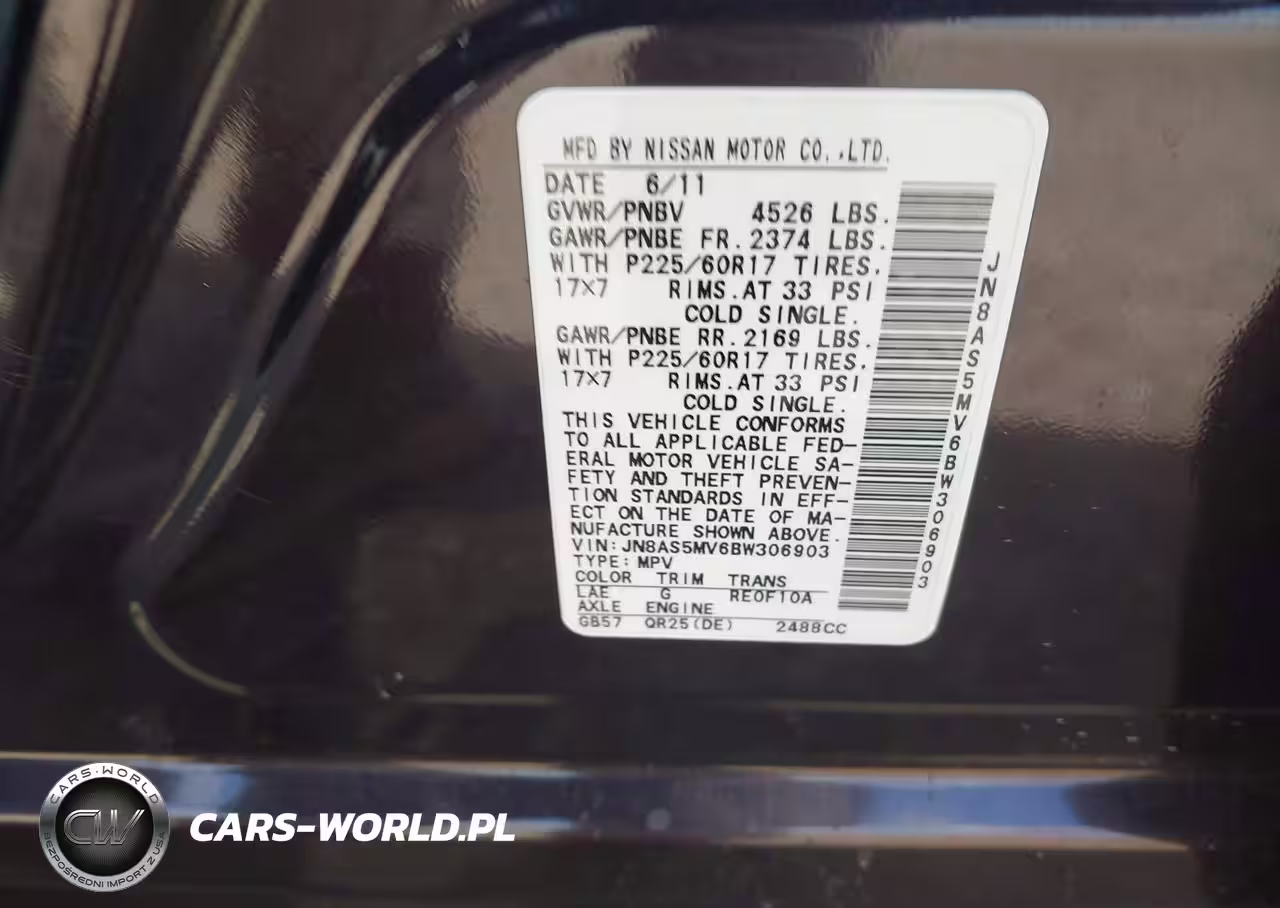 MFD BY NISSAN MOTOR CO.,LTD.
DATE 6/11
GVWR/PNBV 4526 LBS.
GAWR/PNBE FR.2374 LBS.
WITH P225/60R17 TIRES.
17×7 RIMS.AT 33 PSI
COLD SINGLE.
GAWR/PNBE RR.2169 LBS.
WITH P225/60R17 TIRES.
17×7 RIMS.AT 33 PSI
COLD SINGLE.
THIS VEHICLE CONFORMS
TO ALL APPLICABLE FED-
ERAL MOTOR VEHICLE SA-
FETY AND THEFT PREVEN-
TION STANDARDS IN EFF-
ECT ON THE DATE OF MA-
NUFACTURE SHOWN ABOVE.
VIN:JN8AS5MV6BW306903
TYPE:MPV
COLOR TRIM TRANS
LAE G RE0F10A
AXLE ENGINE
GB57 QR25(DE) 2488CC
JN8AS5MV6BW306903
CARS-WORLD
CW
BEZPOŚREDNI IMPORT Z USA
CARS-WORLD.PL